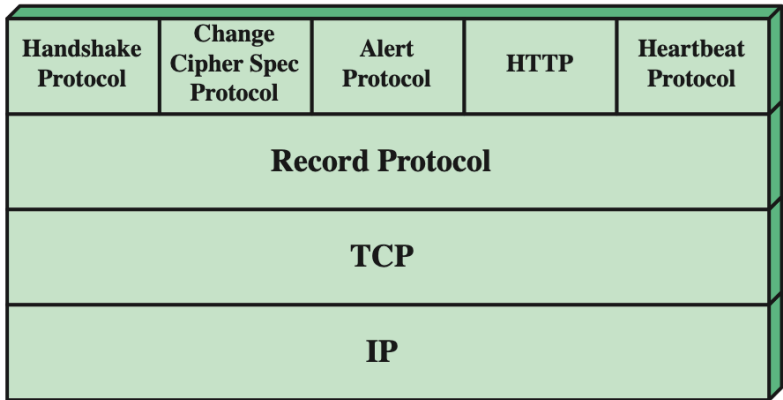 Handshake
Protocol
Change
Cipher Spec
Protocol
Alert
Protocol
HTTP
Heartbeat
Protocol
Record Protocol
TCP
IP